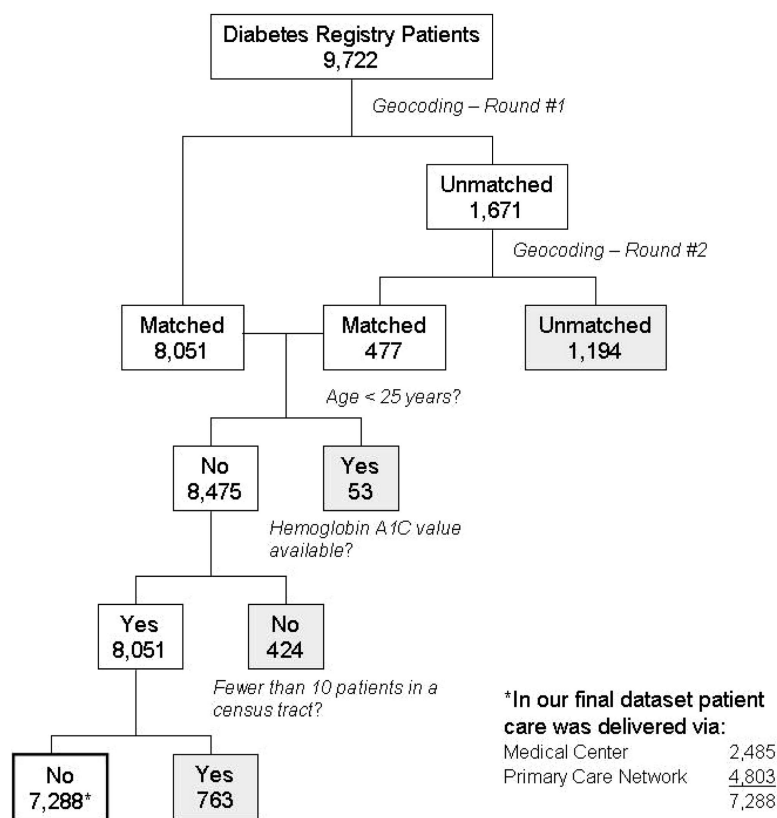 Diabetes Registry Patients
9,722
Geocoding – Round #1
Unmatched
1,671
Geocoding – Round #2
Matched
8,051
Matched
477
Unmatched
1,194
Age < 25 years?
No
8,475
Yes
53
Hemoglobin A1C value
available?
Yes
8,051
No
424
Fewer than 10 patients in a
census tract?
No
7,288*
Yes
763
*In our final dataset patient
care was delivered via:
Medical Center 2,485
Primary Care Network 4,803
7,288